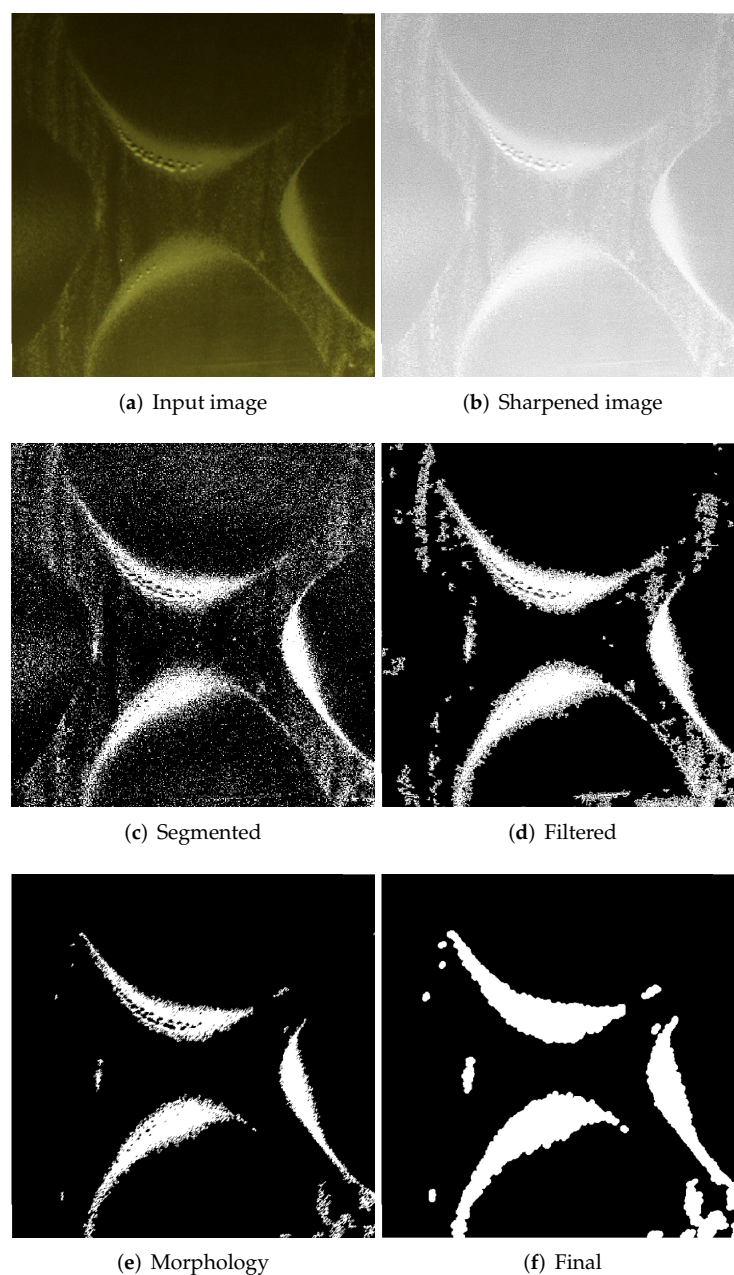 (a) Input image
(b) Sharpened image
(c) Segmented
(d) Filtered
(e) Morphology
(f) Final